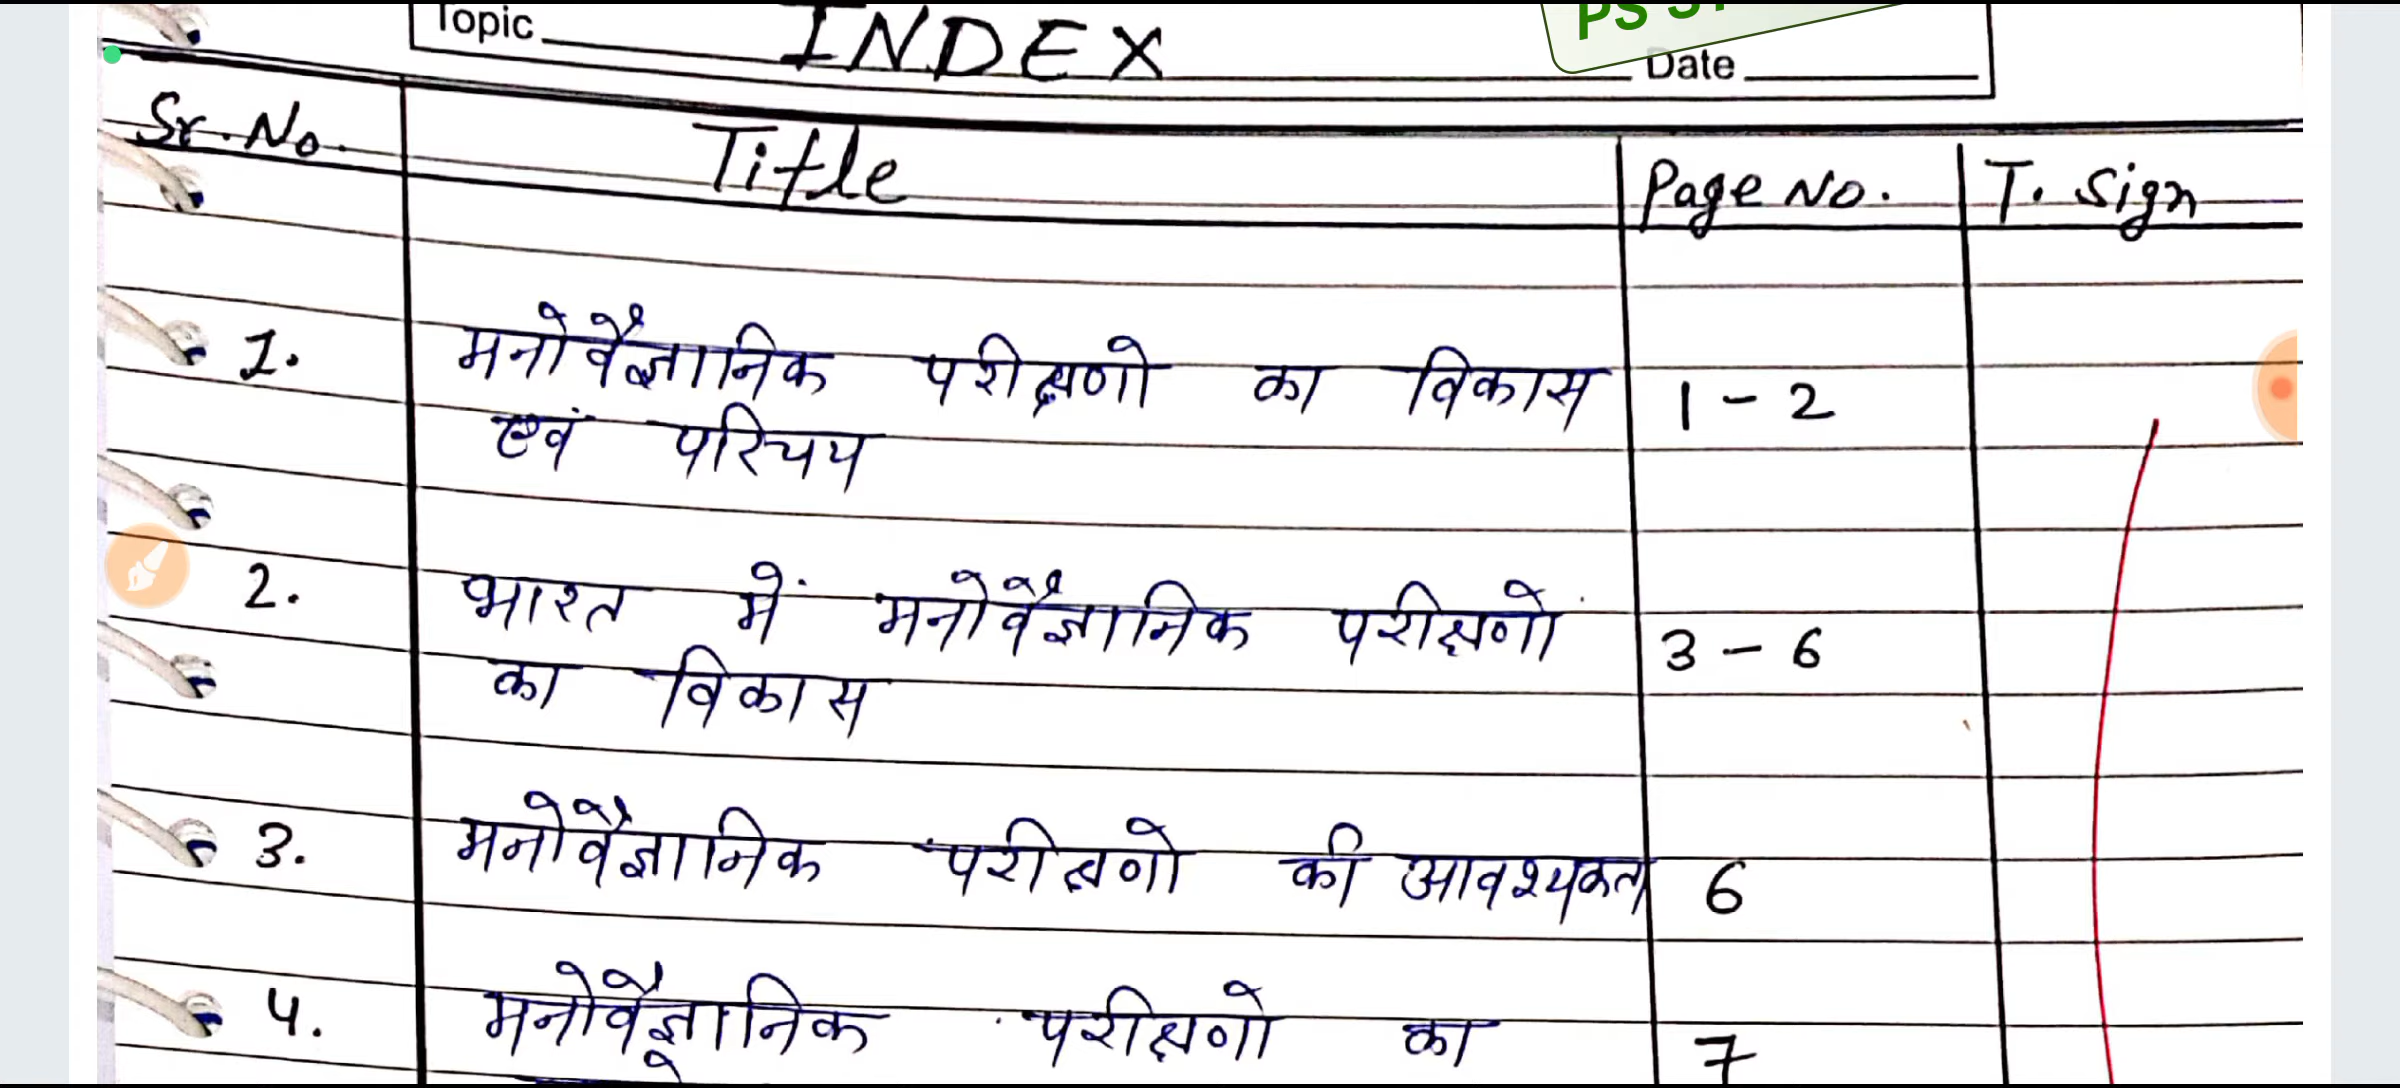 Topic INDEX
PS
Date
Sr. No. Title Page No. T. Sign
1. मनोवैज्ञानिक परीक्षणो का विकास 1 - 2
एवं परिचय
2. भारत में मनोवैज्ञानिक परीक्षणों 3 - 6
का विकास
3. मनोवैज्ञानिक परीक्षणो की आवश्यकता 6
4. मनोवैज्ञानिक परीक्षणो का 7